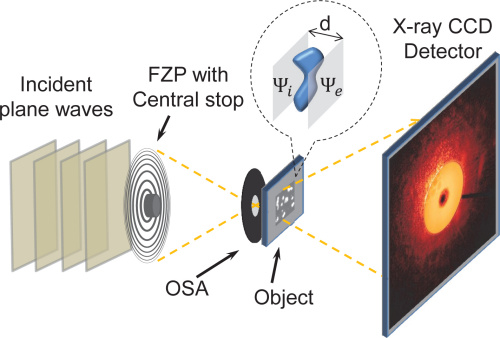 Incident
plane waves
FZP with
Central stop
d
Ψi
Ψe
X-ray CCD
Detector
OSA
Object